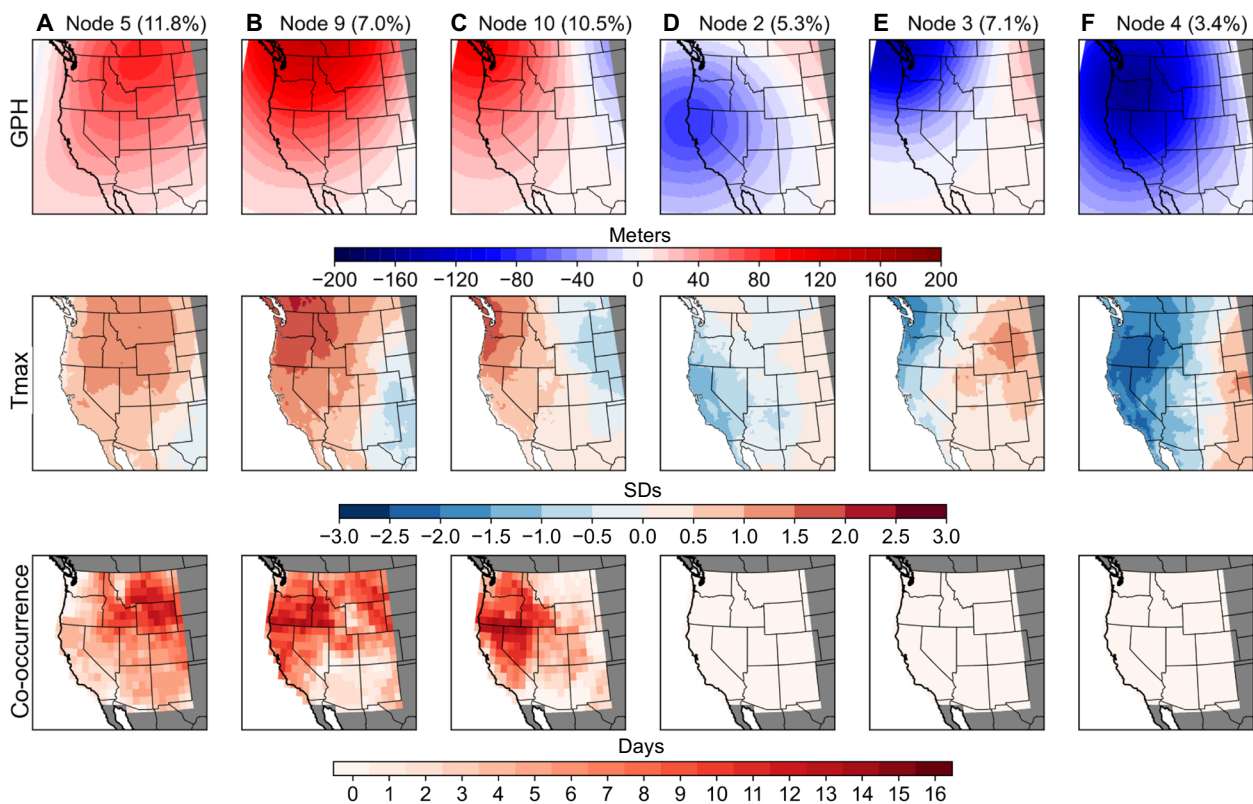 A Node 5 (11.8%) B Node 9 (7.0%) C Node 10 (10.5%) D Node 2 (5.3%) E Node 3 (7.1%) F Node 4 (3.4%)
GPH
Meters
−200 −160 −120 −80 −40 0 40 80 120 160 200
Tmax
SDs
−3.0 −2.5 −2.0 −1.5 −1.0 −0.5 0.0 0.5 1.0 1.5 2.0 2.5 3.0
Co-occurrence
Days
0 1 2 3 4 5 6 7 8 9 10 11 12 13 14 15 16